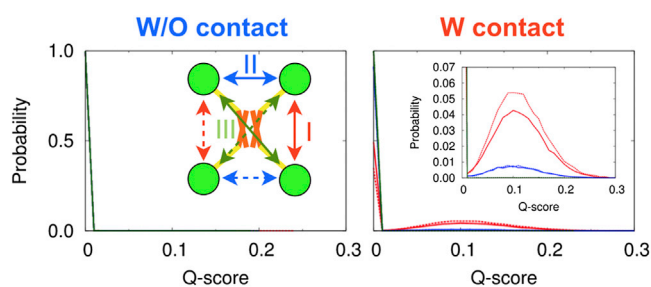 W/O contact
W contact
1.0
0.5
0.0
Probability
0
0.1
0.2
0.3
Q-score
II
III
I
0
0.1
0.2
0.3
Q-score
0.07
0.06
0.05
0.04
0.03
0.02
0.01
0.00
Probability
0
0.1
0.2
0.3
Q-score